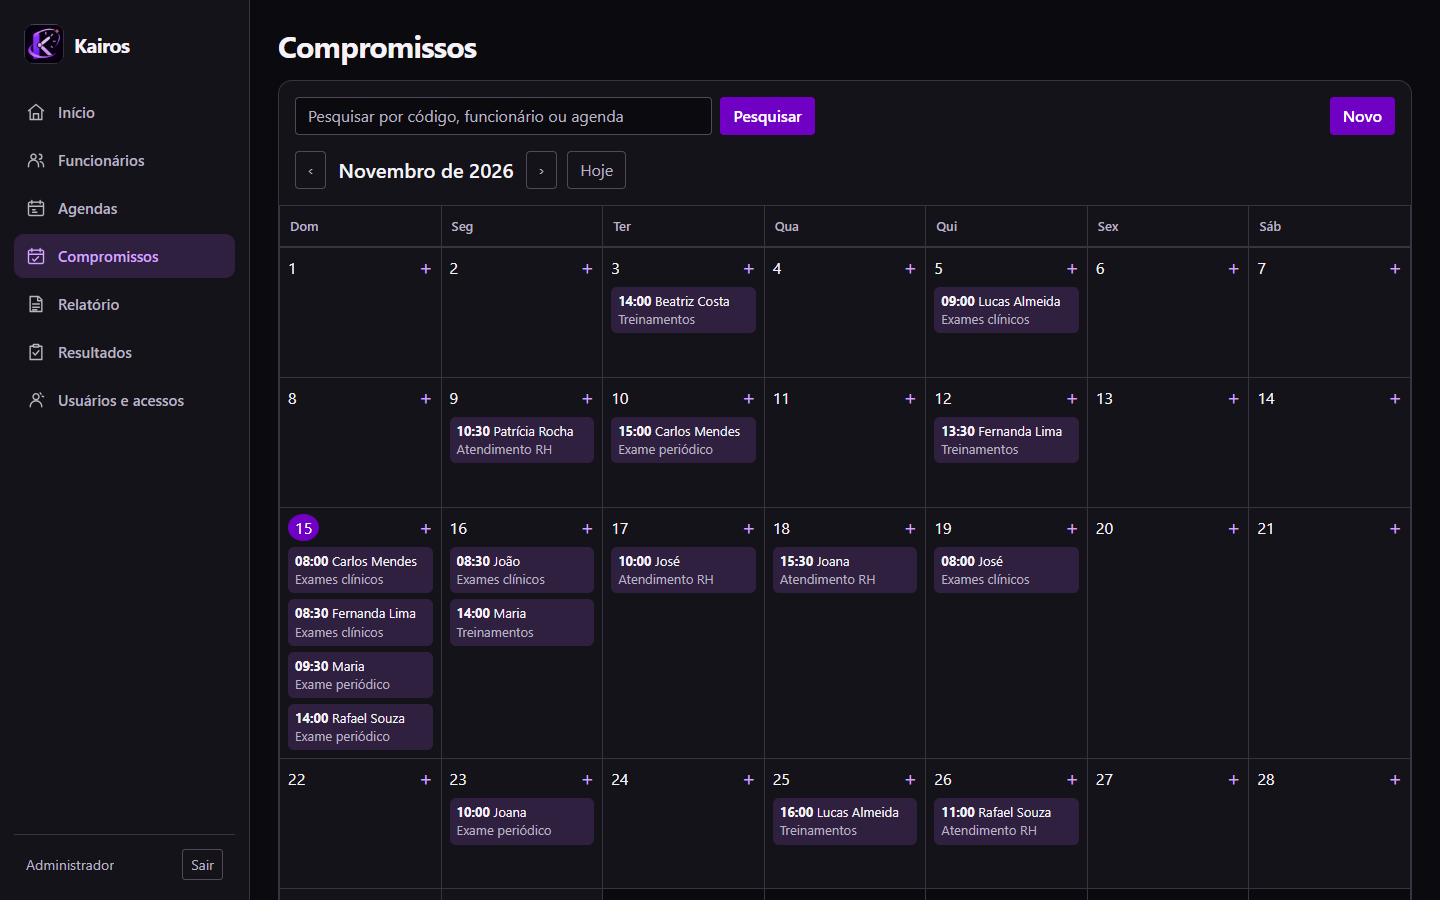 Kairos
Início
Funcionários
Agendas
Compromissos
Relatório
Resultados
Usuários e acessos
Administrador
Sair
Compromissos
Pesquisar por código, funcionário ou agenda
Pesquisar
Novo
‹
Novembro de 2026
›
Hoje
Dom Seg Ter Qua Qui Sex Sáb
1 +
2 +
3 +
14:00 Beatriz Costa
Treinamentos
4 +
5 +
09:00 Lucas Almeida
Exames clínicos
6 +
7 +
8 +
9 +
10:30 Patrícia Rocha
Atendimento RH
10 +
15:00 Carlos Mendes
Exame periódico
11 +
12 +
13:30 Fernanda Lima
Treinamentos
13 +
14 +
15 +
08:00 Carlos Mendes
Exames clínicos
08:30 Fernanda Lima
Exames clínicos
09:30 Maria
Exame periódico
14:00 Rafael Souza
Exame periódico
16 +
08:30 João
Exames clínicos
14:00 Maria
Treinamentos
17 +
10:00 José
Atendimento RH
18 +
15:30 Joana
Atendimento RH
19 +
08:00 José
Exames clínicos
20 +
21 +
22 +
23 +
10:00 Joana
Exame periódico
24 +
25 +
16:00 Lucas Almeida
Treinamentos
26 +
11:00 Rafael Souza
Atendimento RH
27 +
28 +